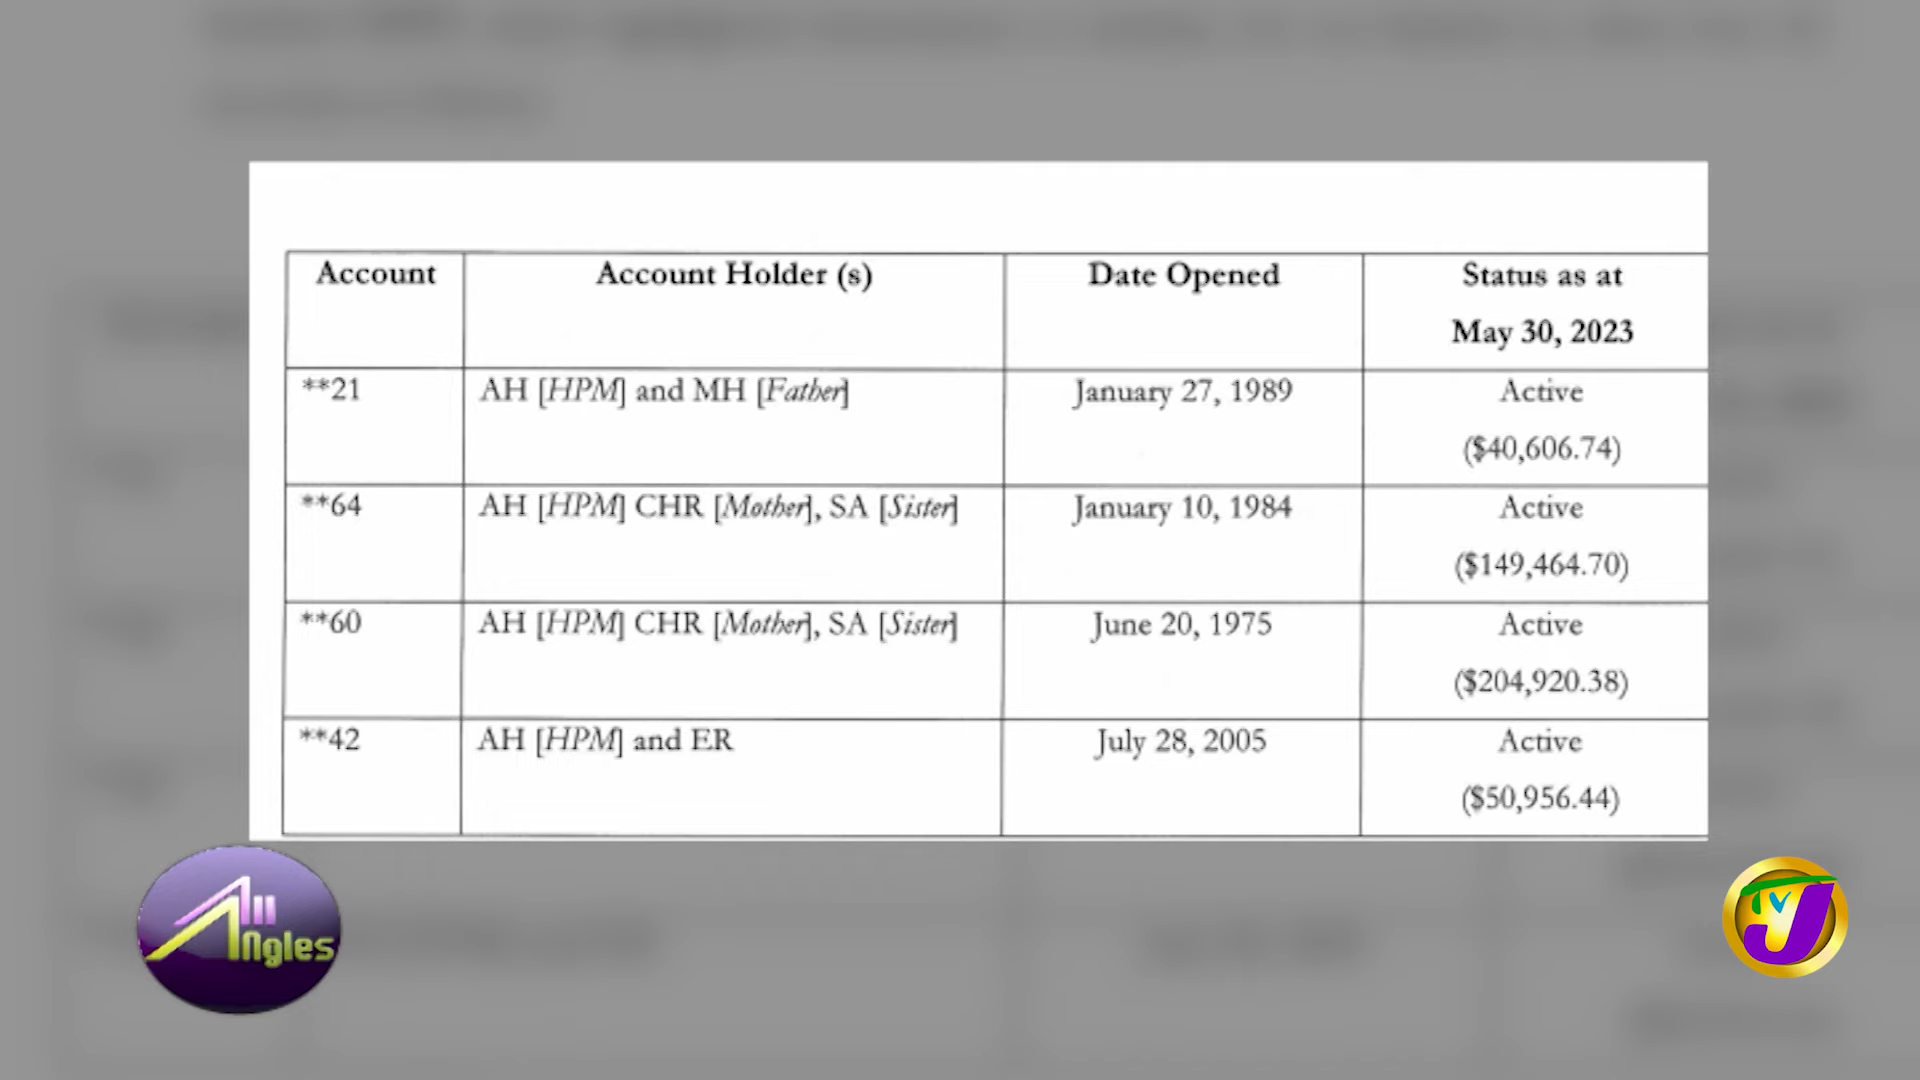 Account Account Holder (s) Date Opened Status as at
May 30, 2023
**21 AH [HPM] and MH [Father] January 27, 1989 Active
($40,606.74)
**64 AH [HPM] CHR [Mother], SA [Sister] January 10, 1984 Active
($149,464.70)
**60 AH [HPM] CHR [Mother], SA [Sister] June 20, 1975 Active
($204,920.38)
**42 AH [HPM] and ER July 28, 2005 Active
($50,956.44)
All
Angles
TVJ